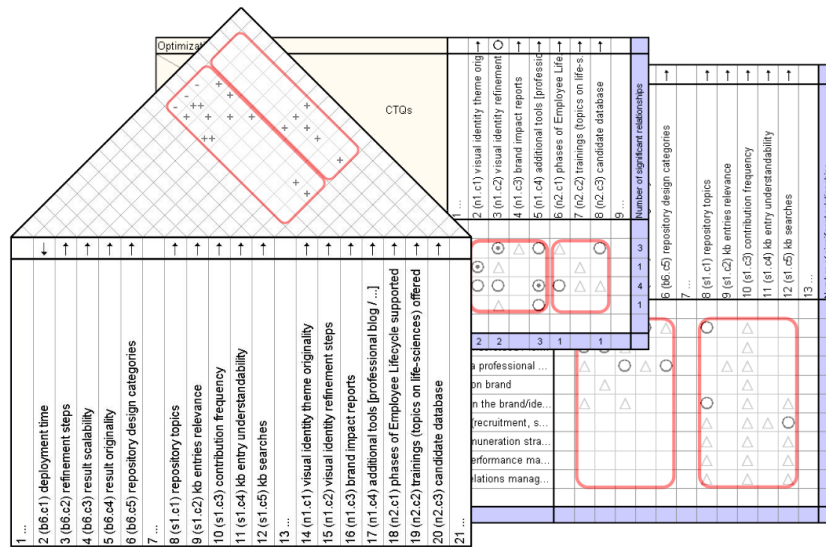 Optimizati
CTQs
1 ...
2 (n1.c1) visual identity theme orig
3 (n1.c2) visual identity refinement
4 (n1.c3) brand impact reports
5 (n1.c4) additional tools [professic
6 (n2.c1) phases of Employee Life
7 (n2.c2) trainings (topics on life-s.
8 (n2.c3) candidate database
9 ...
Number of significant relationships
3
1
4
1
2 2 3 1 1
6 (b6.c5) repository design categories
7 ...
8 (s1.c1) repository topics
9 (s1.c2) kb entries relevance
10 (s1.c3) contribution frequency
11 (s1.c4) kb entry understandability
12 (s1.c5) kb searches
13 ...
a professional ...
on brand
n the brand/ide...
(recruitment, s...
muneration stra...
erformance ma...
elations manag...
1 ...
2 (b6.c1) deployment time
3 (b6.c2) refinement steps
4 (b6.c3) result scalability
5 (b6.c4) result originality
6 (b6.c5) repository design categories
7 ...
8 (s1.c1) repository topics
9 (s1.c2) kb entries relevance
10 (s1.c3) contribution frequency
11 (s1.c4) kb entry understandability
12 (s1.c5) kb searches
13 ...
14 (n1.c1) visual identity theme originality
15 (n1.c2) visual identity refinement steps
16 (n1.c3) brand impact reports
17 (n1.c4) additional tools [professional blog / ...]
18 (n2.c1) phases of Employee Lifecycle supported
19 (n2.c2) trainings (topics on life-sciences) offered
20 (n2.c3) candidate database
21 ...